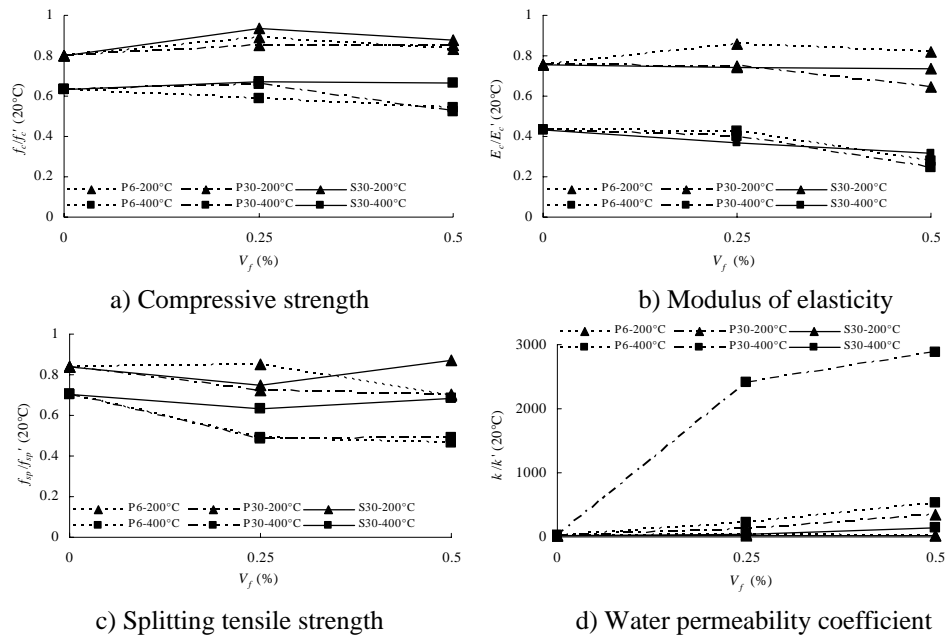 1
0.8
0.6
0.4
0.2
0
f_c/f_c' (20°C)
P6-200°C P30-200°C S30-200°C
P6-400°C P30-400°C S30-400°C
0 0.25 0.5
V_f (%)
a) Compressive strength
1
0.8
0.6
0.4
0.2
0
E_c/E_c' (20°C)
P6-200°C P30-200°C S30-200°C
P6-400°C P30-400°C S30-400°C
0 0.25 0.5
V_f (%)
b) Modulus of elasticity
1
0.8
0.6
0.4
0.2
0
f_sp/f_sp' (20°C)
P6-200°C P30-200°C S30-200°C
P6-400°C P30-400°C S30-400°C
0 0.25 0.5
V_f (%)
c) Splitting tensile strength
P6-200°C P30-200°C S30-200°C
P6-400°C P30-400°C S30-400°C
3000
2000
1000
0
k/k' (20°C)
0 0.25 0.5
V_f (%)
d) Water permeability coefficient